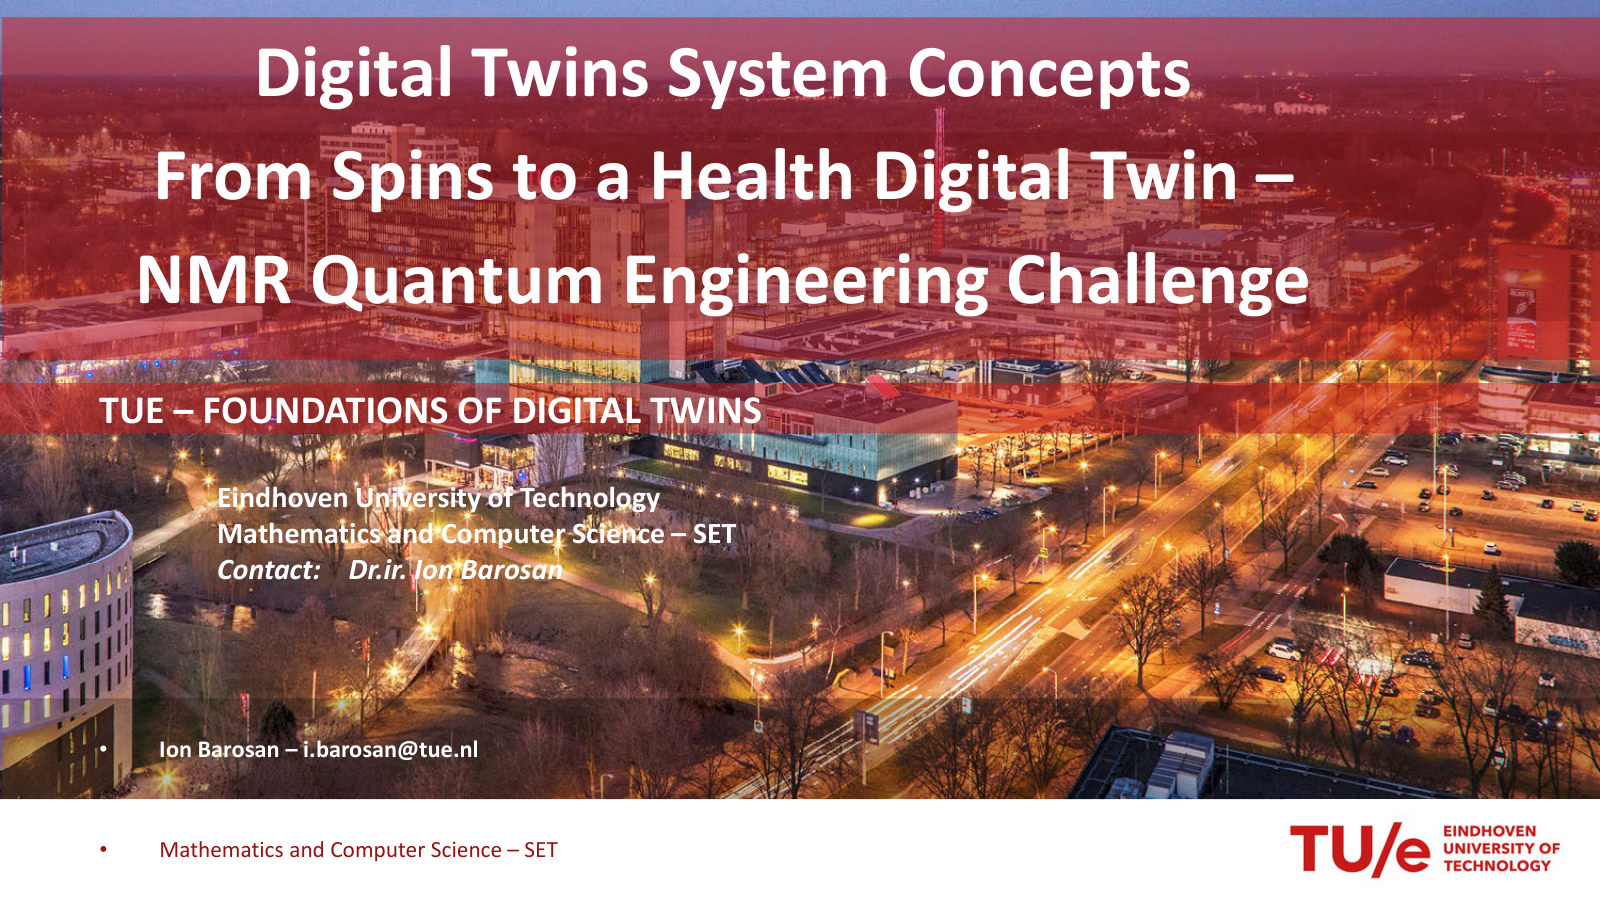 Digital Twins System Concepts
From Spins to a Health Digital Twin –
NMR Quantum Engineering Challenge
TUE – FOUNDATIONS OF DIGITAL TWINS
Eindhoven University of Technology
Mathematics and Computer Science – SET
Contact: Dr.ir. Ion Barosan
• Ion Barosan – i.barosan@tue.nl
• Mathematics and Computer Science – SET
TU/e
EINDHOVEN
UNIVERSITY OF
TECHNOLOGY